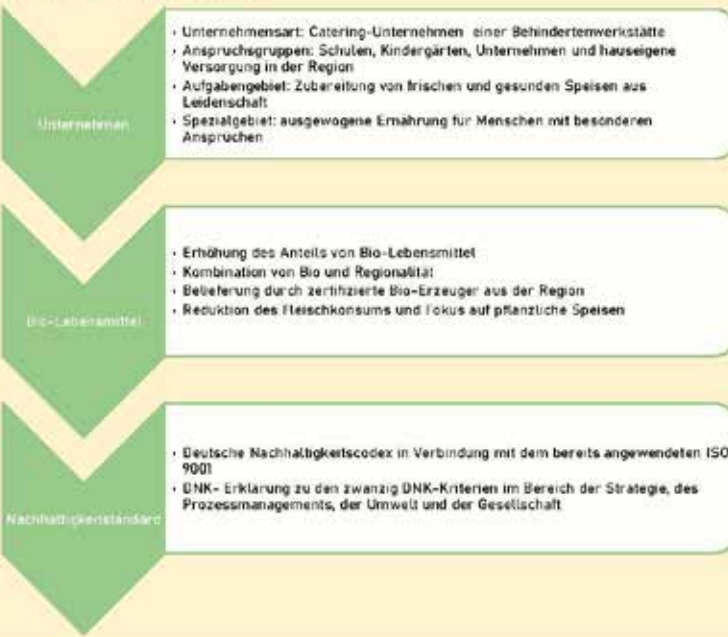 · Unternehmensart: Catering-Unternehmen einer Behindertenwerkstätte
· Anspruchsgruppen: Schulen, Kindergärten, Unternehmen und hauseigene
Versorgung in der Region
· Aufgabengebiet: Zubereitung von frischen und gesunden Speisen aus
Leidenschaft
· Spezialgebiet: ausgewogene Ernährung für Menschen mit besonderen
Ansprüchen
Unternehmen
· Erhöhung des Anteils von Bio-Lebensmittel
· Kombination von Bio und Regionalität
· Belieferung durch zertifizierte Bio-Erzeuger aus der Region
· Reduktion des Fleischkonsums und Fokus auf pflanzliche Speisen
Bio-Lebensmittel
· Deutsche Nachhaltigkeitscodex in Verbindung mit dem bereits angewendeten ISO
9001
· DNK- Erklärung zu den zwanzig DNK-Kriterien im Bereich der Strategie, des
Prozessmanagements, der Umwelt und der Gesellschaft
Nachhaltigkeitstandard